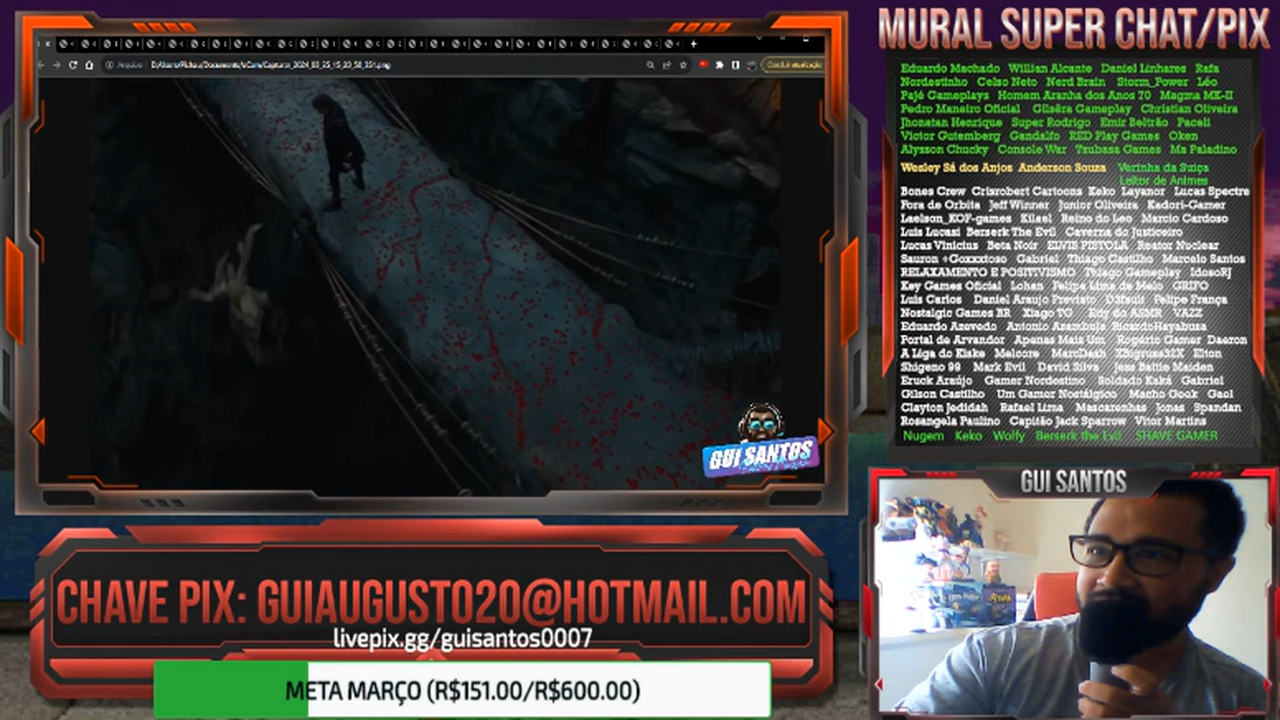 MURAL SUPER CHAT/PIX
Eduardo Machado Willian Alcante Daniel Linhares Rafa
Nordestinho Celso Neto Nerd Brain Storm_Power Léo
Pajé Gameplays Homem Aranha dos Anos 70 Magma MK-II
Pedro Maneiro Oficial Gilsêra Gameplay Christian Oliveira
Jhonatan Henrique Super Rodrigo Emir Beltrão Paceli
Victor Gutemberg Gandalfo RED Play Games Oken
Alysson Chucky Console War Tsubasa Games Ma Paladino
Wesley Sá dos Anjos Anderson Souza Verinha da Suíça
Leitor de Animes
Bones Crew Crisrobert Cartoons Keko Layanor Lucas Spectre
Fora de Orbita Jeff Winner Junior Oliveira Kadori-Gamer
Laelson_KOF-games Kilael Reino do Leo Marcio Cardoso
Luis Lucasi Berserk The Evil Caverna do Justiceiro
Lucas Vinicius Beta Noir ELVIS PISTOLA Reator Nuclear
Sauron +Goxxxtoso Gabriel Thiago Castilho Marcelo Santos
RELAXAMENTO E POSITIVISMO Thiago Gameplay IdosoRJ
Key Games Oficial Lohan Felipe Lima de Melo GRIFO
Luis Carlos Daniel Araujo Previato D3fault Felipe França
Nostalgic Games BR Xiago TG Edy do ASMR VAZZ
Eduardo Azevedo Antonio Azambuja RicardoHayabusa
Portal de Arvandor Apenas Mais Um Rogério Gamer Daeron
A Liga do Kiske Melcore MarcDash Elton
Shigeno 99 Mark Evil David Silva Jess Battle Maiden
Eruck Araújo Gamer Nordestino Soldado Kaká Gabriel
Gilson Castilho Um Gamer Nostálgico Macho Geek Gael
Clayton Jedidah Rafael Lima Mascarenhas Jonas Spandan
Rosangela Paulino Capitão Jack Sparrow Vitor Martins
Nugem Keko Wolfy Berserk the Evil SHAVE GAMER
GUI SANTOS
GUI SANTOS
CHAVE PIX: GUIAUGUSTO20@HOTMAIL.COM
livepix.gg/guisantos0007
META MARÇO (R$151.00/R$600.00)